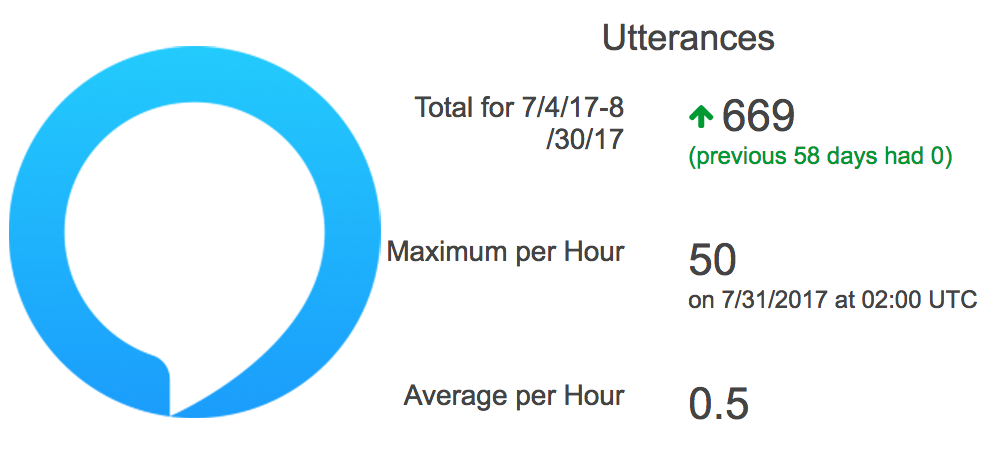 Utterances
Total for 7/4/17-8
/30/17
669
(previous 58 days had 0)
Maximum per Hour
50
on 7/31/2017 at 02:00 UTC
Average per Hour
0.5